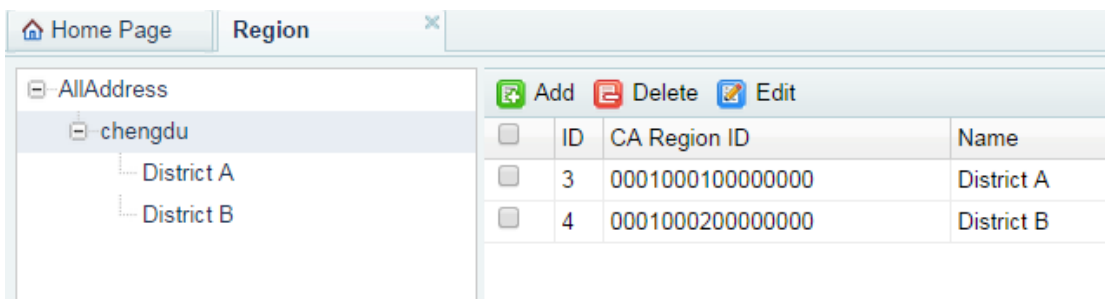 Home Page Region
AllAddress
chengdu
District A
District B
Add Delete Edit
ID CA Region ID Name
3 0001000100000000 District A
4 0001000200000000 District B